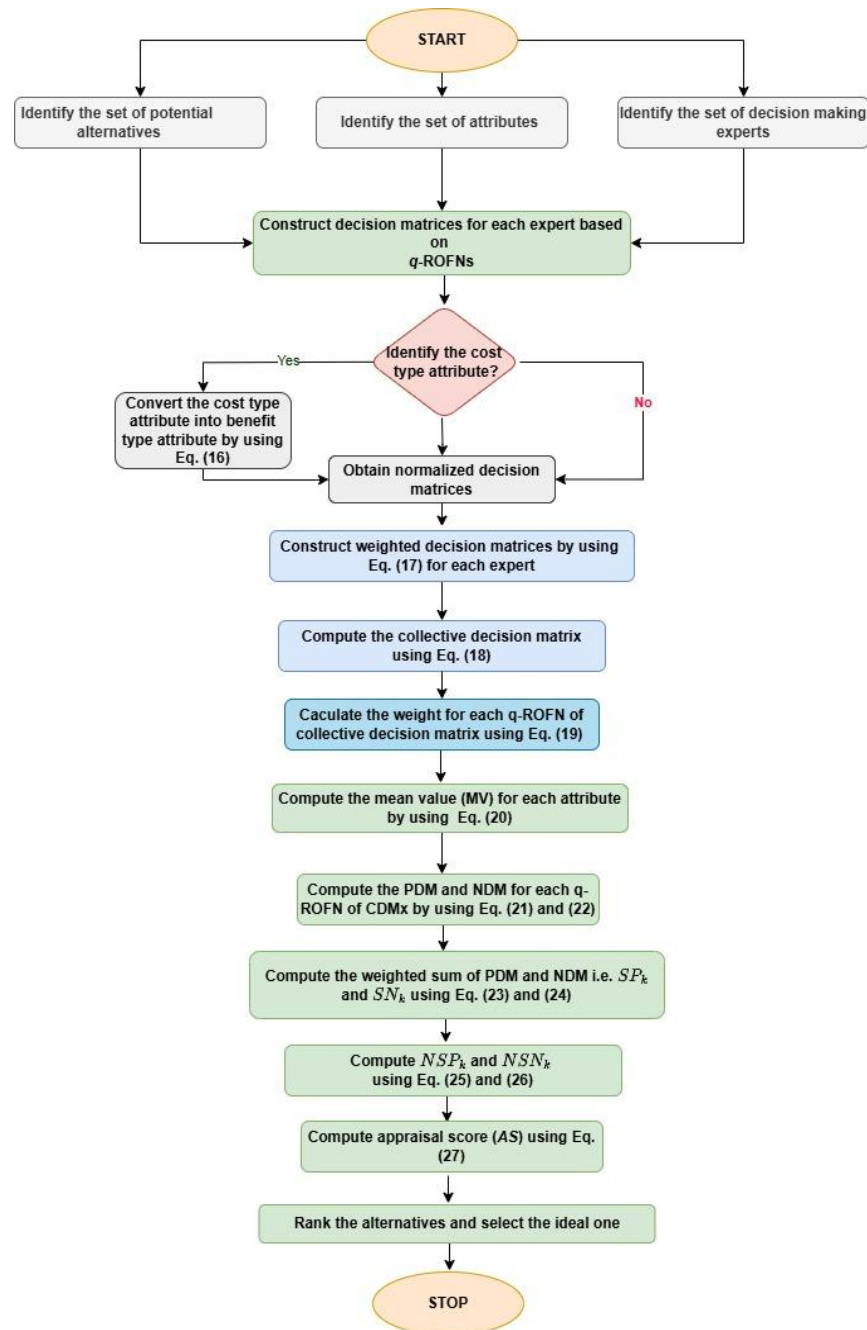 START
Identify the set of potential
alternatives
Identify the set of attributes
Identify the set of decision making
experts
Construct decision matrices for each expert based
on
q-ROFNs
Identify the cost
type attribute?
Yes
No
Convert the cost type
attribute into benefit
type attribute by using
Eq. (16)
Obtain normalized decision
matrices
Construct weighted decision matrices by using
Eq. (17) for each expert
Compute the collective decision matrix
using Eq. (18)
Caculate the weight for each q-ROFN of
collective decision matrix using Eq. (19)
Compute the mean value (MV) for each attribute
by using Eq. (20)
Compute the PDM and NDM for each q-
ROFN of CDMx by using Eq. (21) and (22)
Compute the weighted sum of PDM and NDM i.e. SPₖ
and SNₖ using Eq. (23) and (24)
Compute NSPₖ and NSNₖ
using Eq. (25) and (26)
Compute appraisal score (AS) using Eq.
(27)
Rank the alternatives and select the ideal one
STOP